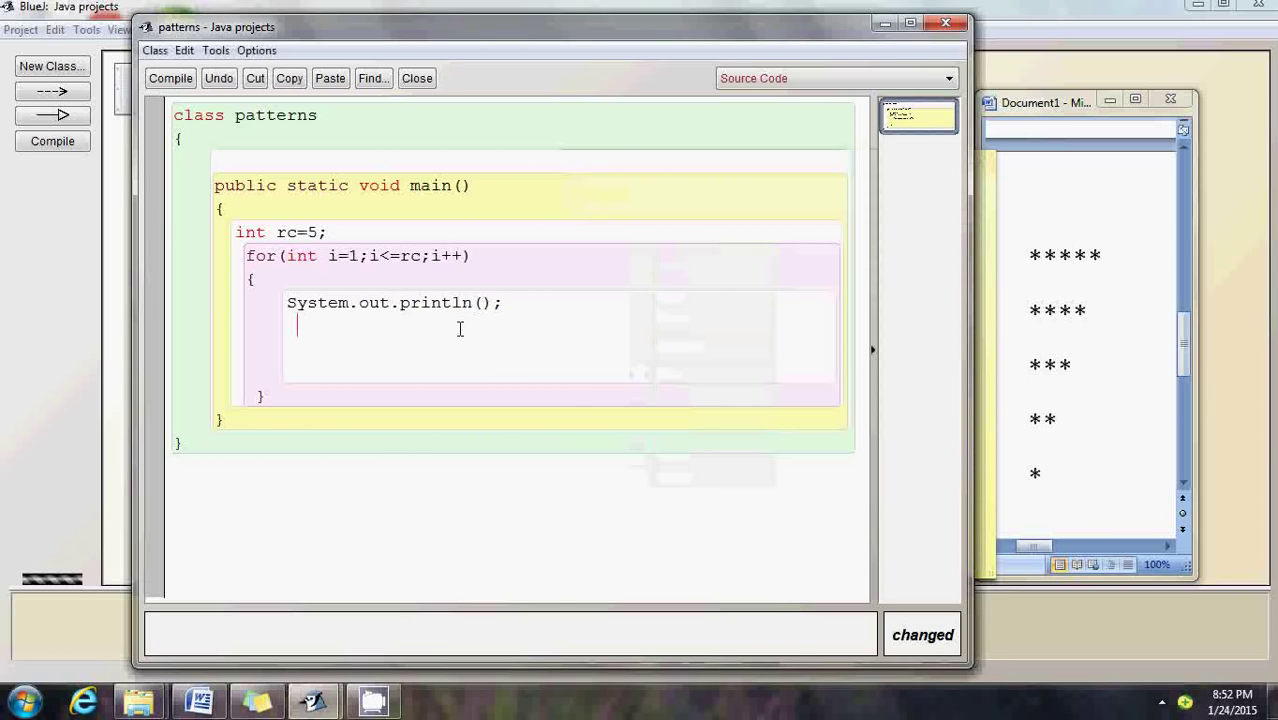 BlueJ: Java projects
Project Edit Tools View
New Class...
Compile
patterns - Java projects
Class Edit Tools Options
Compile Undo Cut Copy Paste Find... Close
Source Code
class patterns
{
public static void main()
{
int rc=5;
for(int i=1;i<=rc;i++)
{
System.out.println();
}
}
}
changed
Document1 - Mi...
*****
****
***
**
*
100%
8:52 PM
1/24/2015